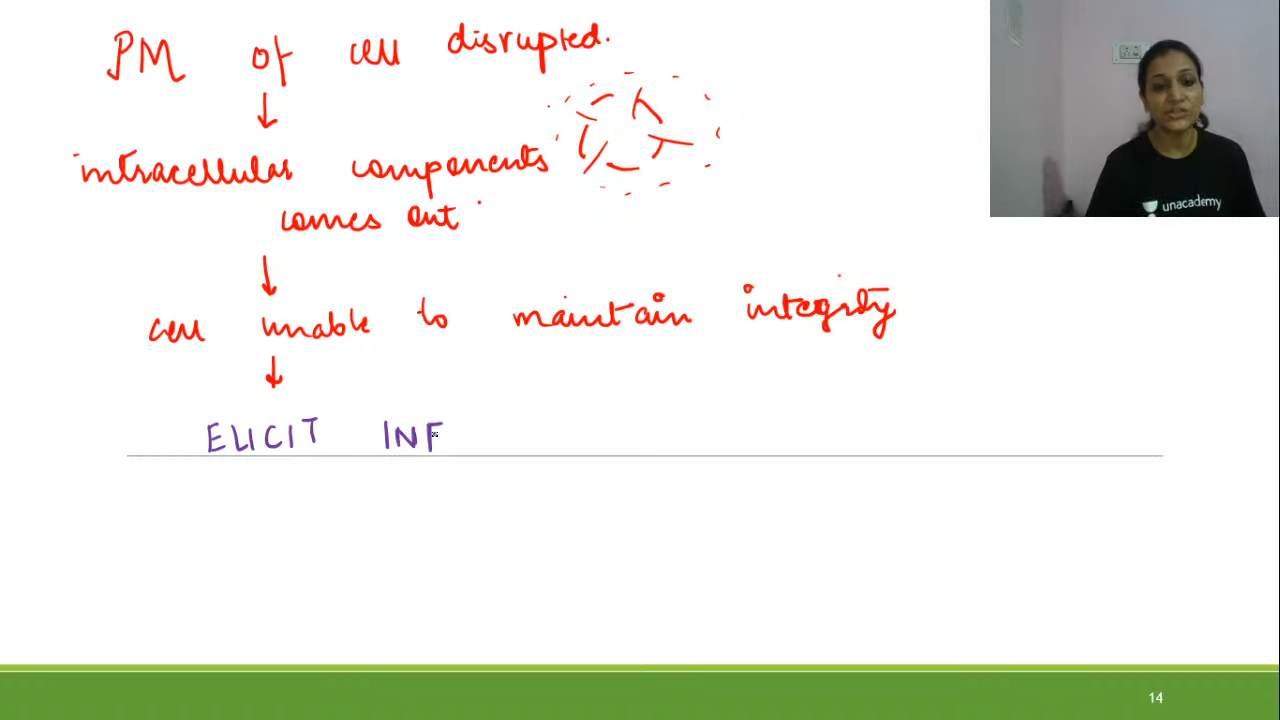 PM of cell disrupted.
↓
intracellular components
comes out
↓
cell unable to maintain integrity
↓
ELICIT INF
unacademy
14